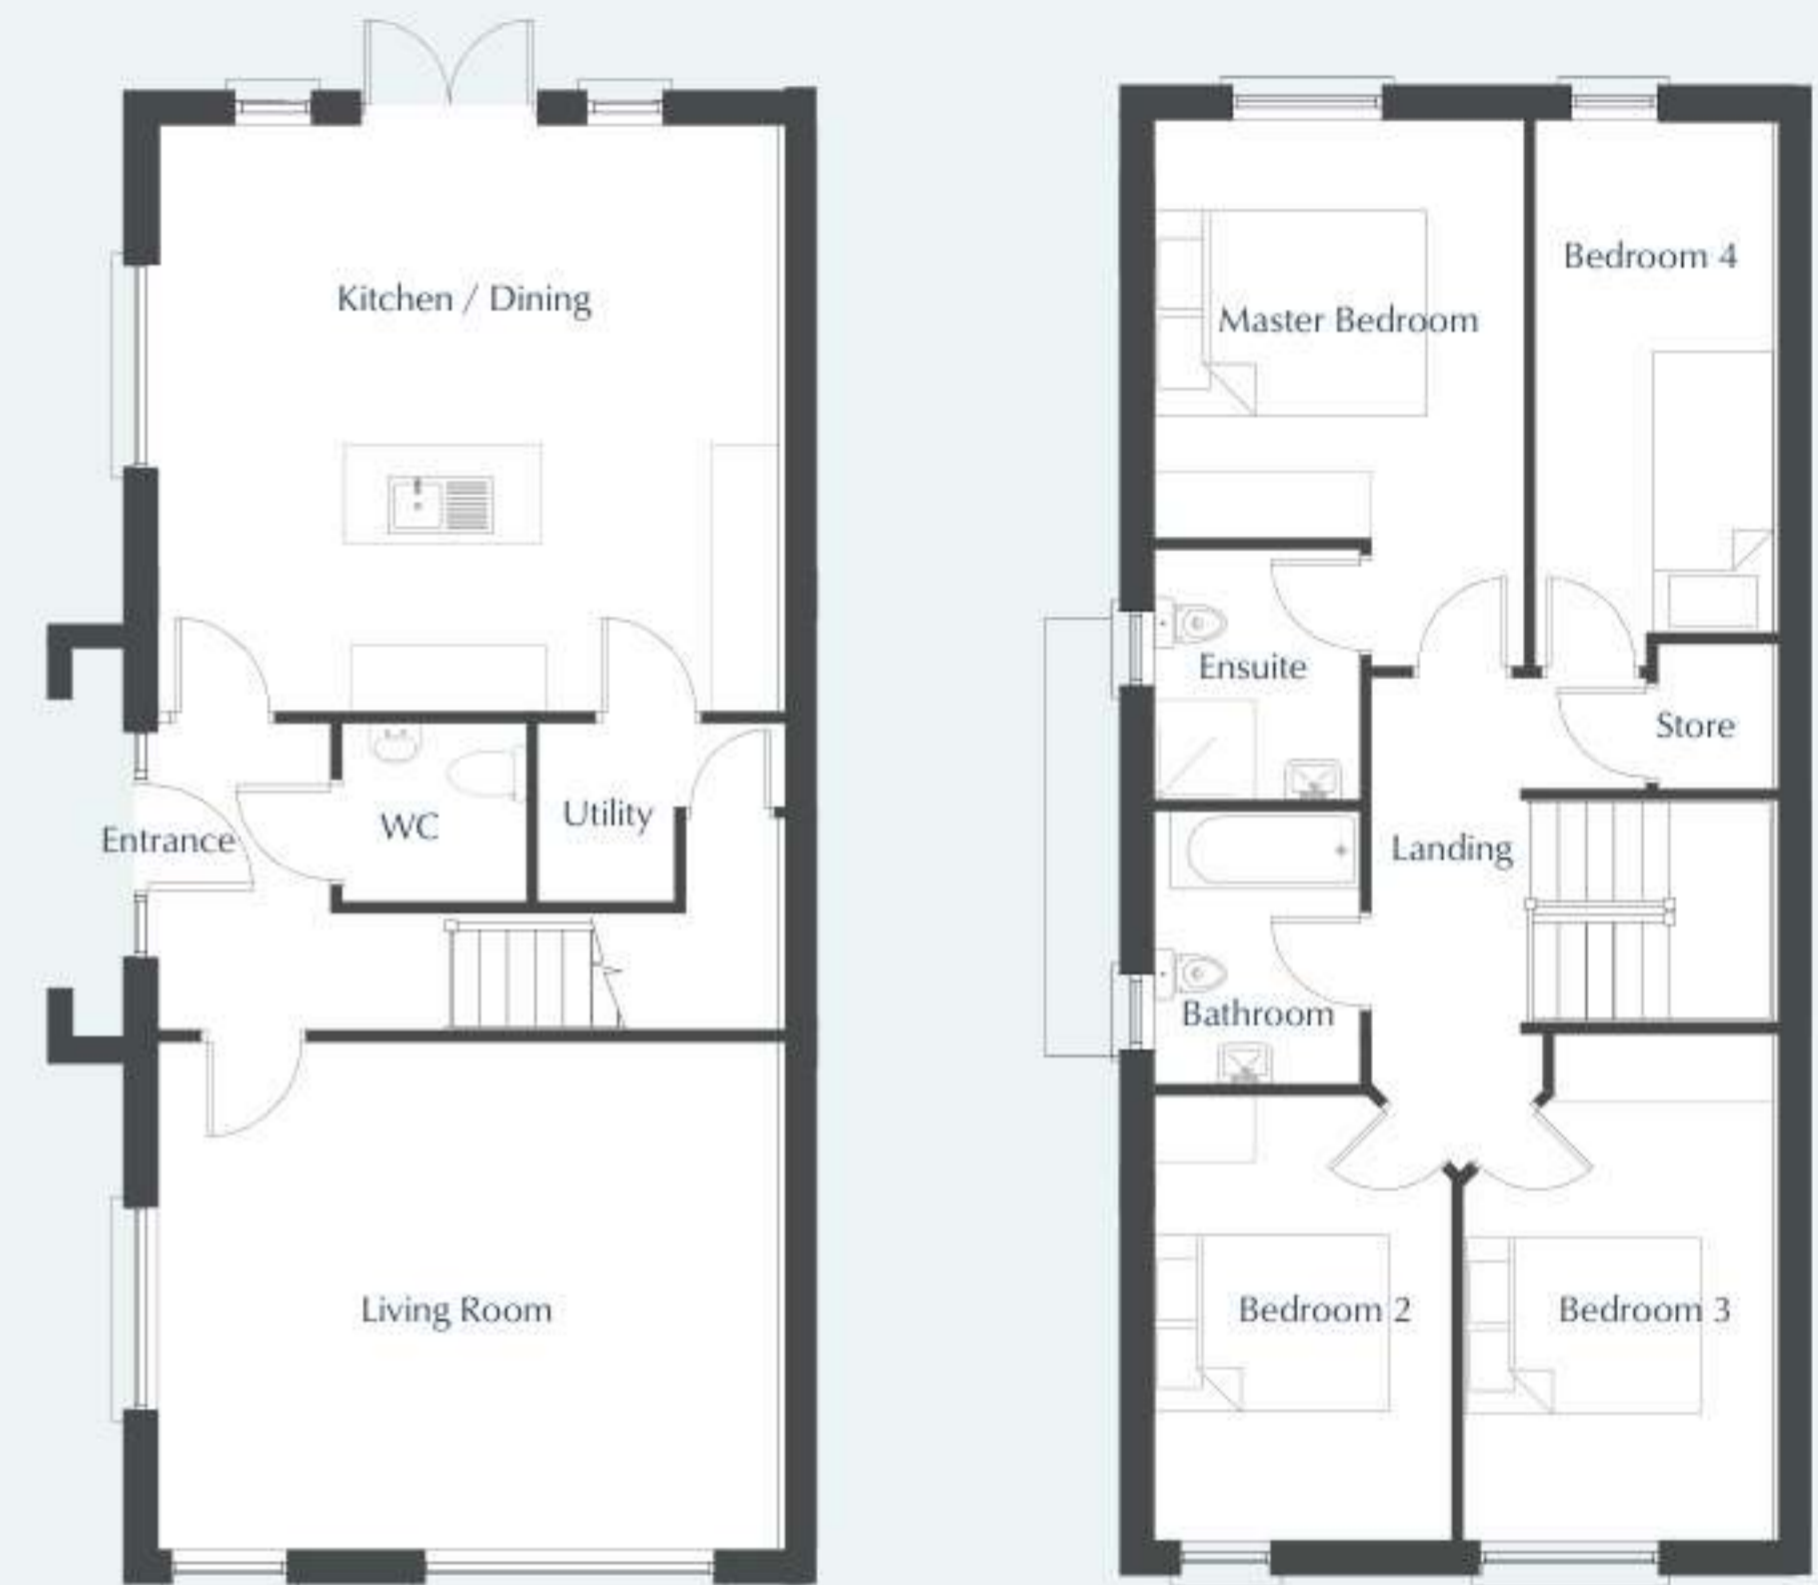 Kitchen / Dining
Entrance
WC
Utility
Living Room
Bedroom 4
Master Bedroom
Ensuite
Store
Landing
Bathroom
Bedroom 2
Bedroom 3